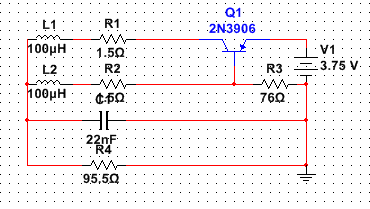 Q1
2N3906
L1
100µH
R1
1.5Ω
V1
3.75 V
L2
100µH
R2
R3
76Ω
22nF
R4
95.5Ω